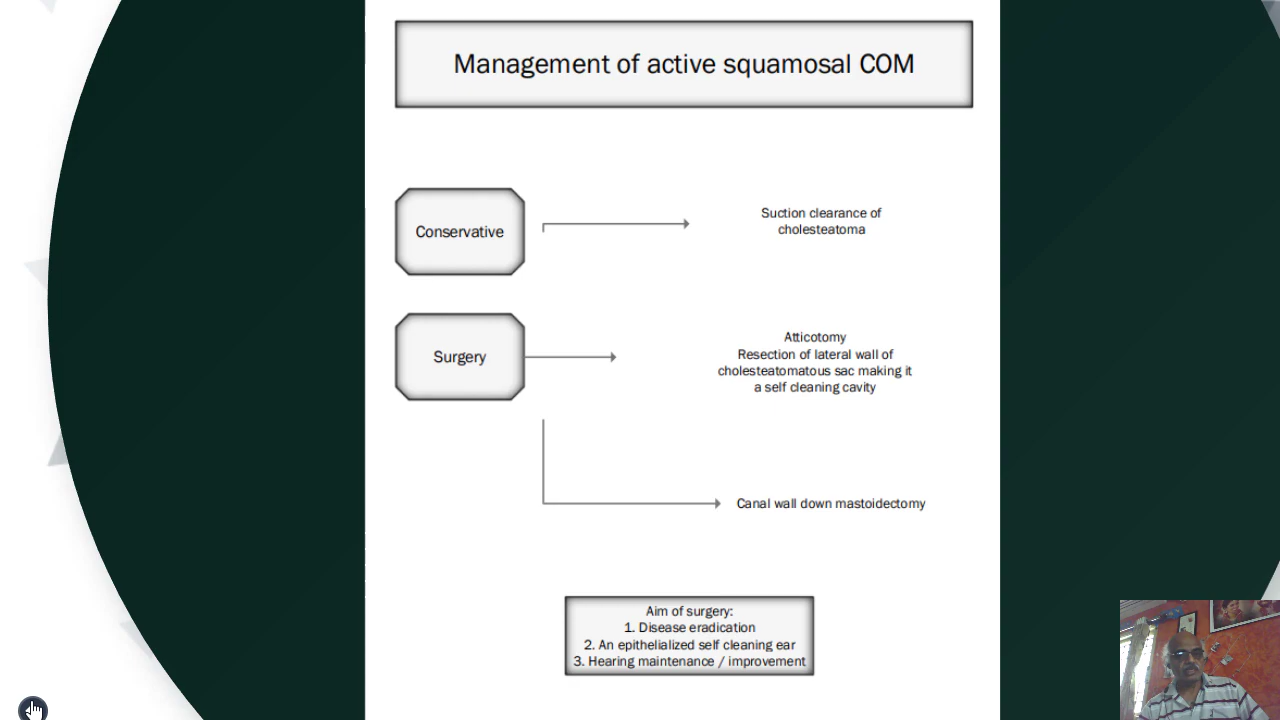 Management of active squamosal COM
Conservative
Suction clearance of
cholesteatoma
Surgery
Atticotomy
Resection of lateral wall of
cholesteatomatous sac making it
a self cleaning cavity
Canal wall down mastoidectomy
Aim of surgery:
1. Disease eradication
2. An epithelialized self cleaning ear
3. Hearing maintenance / improvement